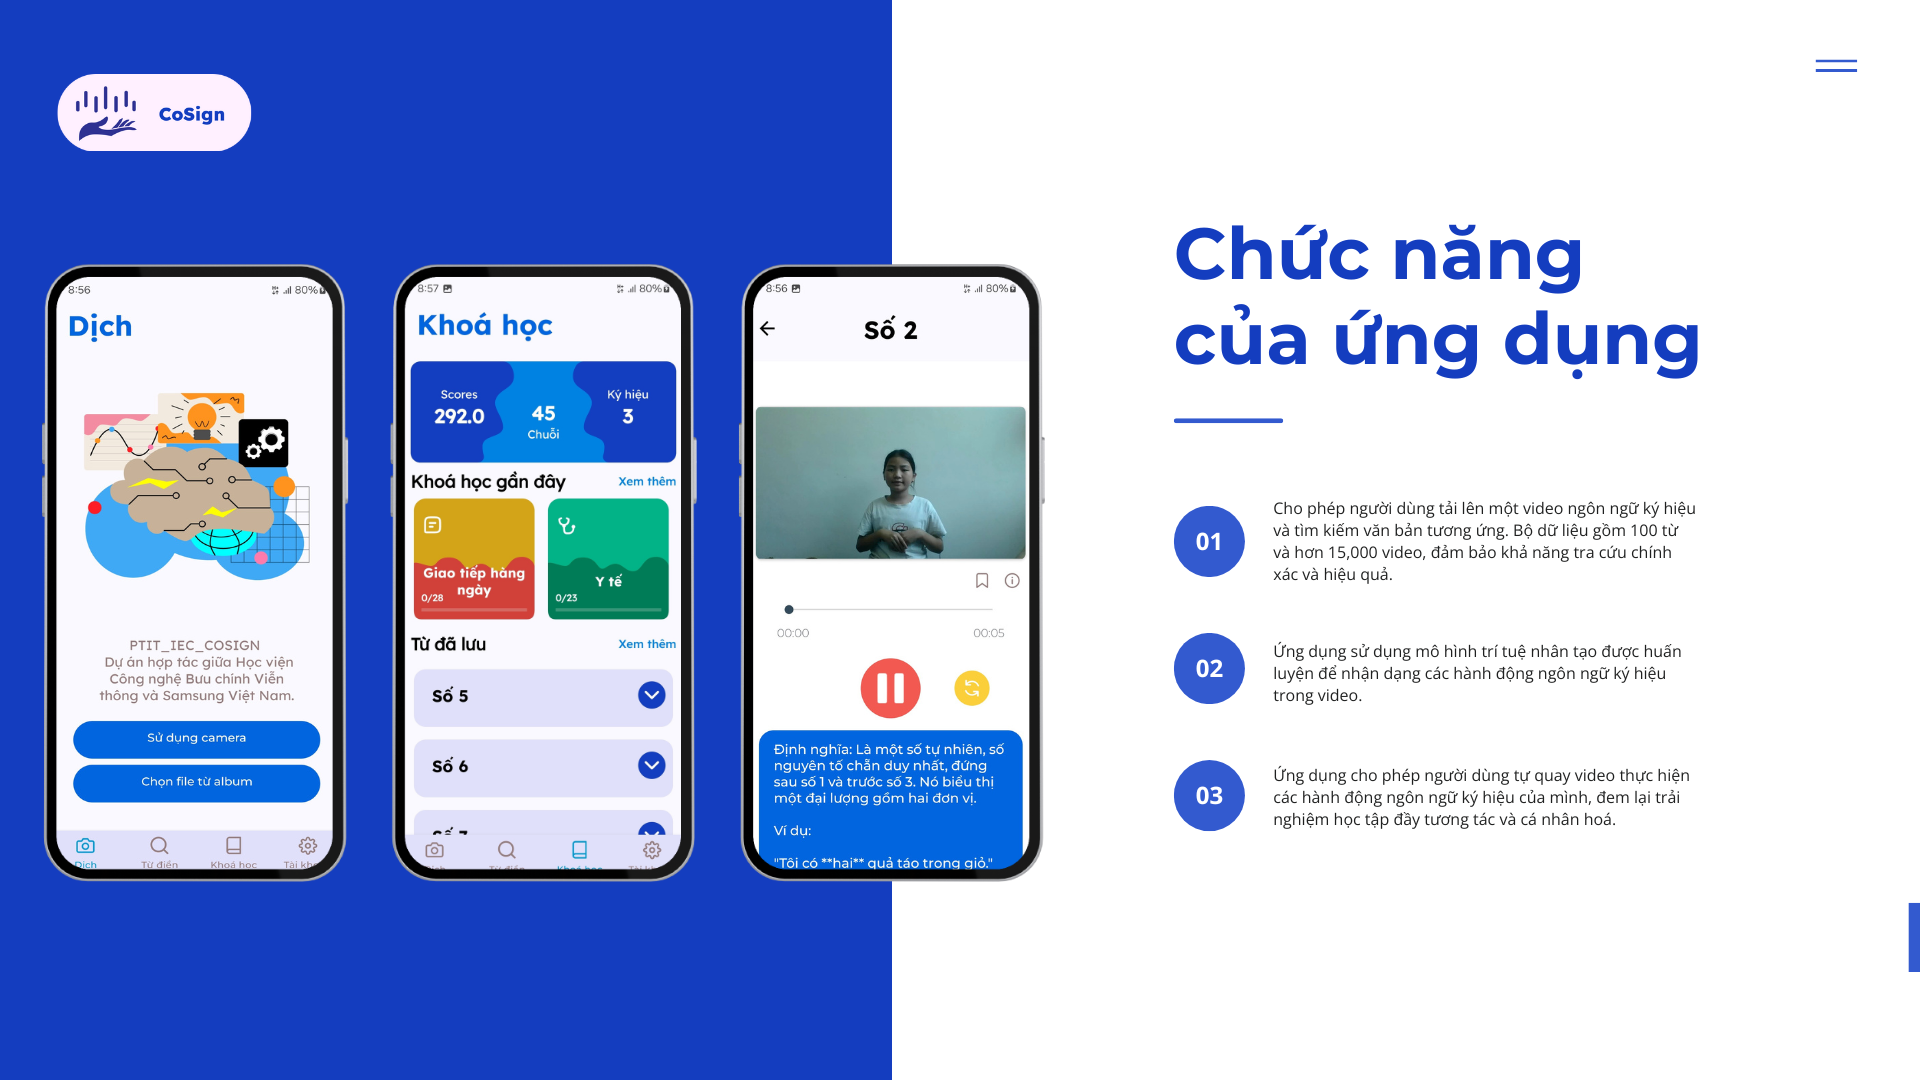 CoSign
Chức năng
của ứng dụng
01
Cho phép người dùng tải lên một video ngôn ngữ ký hiệu
và tìm kiếm văn bản tương ứng. Bộ dữ liệu gồm 100 từ
và hơn 15,000 video, đảm bảo khả năng tra cứu chính
xác và hiệu quả.
02
Ứng dụng sử dụng mô hình trí tuệ nhân tạo được huấn
luyện để nhận dạng các hành động ngôn ngữ ký hiệu
trong video.
03
Ứng dụng cho phép người dùng tự quay video thực hiện
các hành động ngôn ngữ ký hiệu của mình, đem lại trải
nghiệm học tập đầy tương tác và cá nhân hoá.
8:56
80%
Dịch
PTIT_IEC_COSIGN
Dự án hợp tác giữa Học viện
Công nghệ Bưu chính Viễn
thông và Samsung Việt Nam.
Sử dụng camera
Chọn file từ album
Dịch Từ điển Khoá học
8:57
80%
Khoá học
Scores
292.0
45
Chuỗi
Ký hiệu
3
Khoá học gần đây
Xem thêm
Giao tiếp hàng
ngày
0/28
Y tế
0/23
Từ đã lưu
Xem thêm
Số 5
Số 6
8:56
80%
Số 2
00:00
00:05
Định nghĩa: Là một số tự nhiên, số
nguyên tố chẵn duy nhất, đứng
sau số 1 và trước số 3. Nó biểu thị
một đại lượng gồm hai đơn vị.
Ví dụ:
"Tôi có **hai** quả táo trong giỏ."